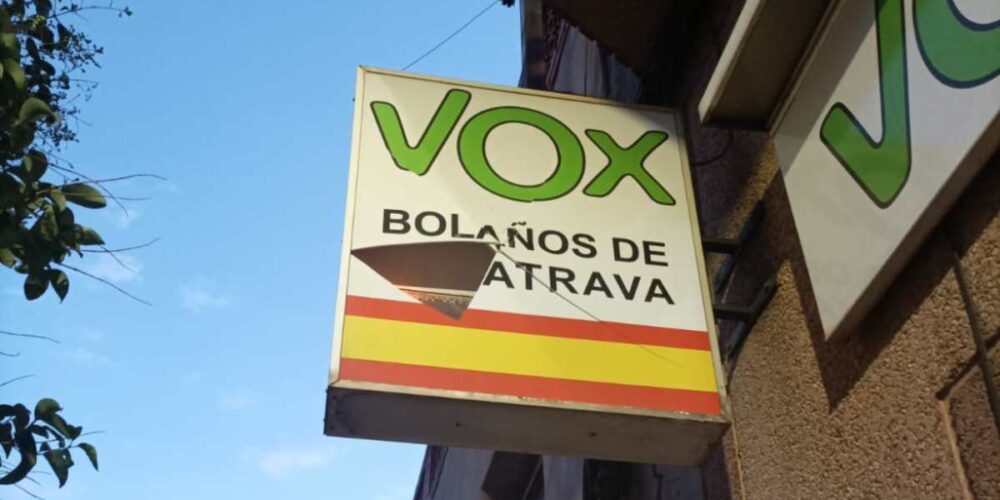 VOX
BOLAÑOS DE
ATRAVA